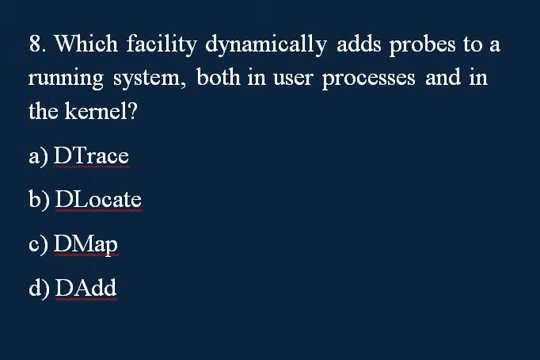 8. Which facility dynamically adds probes to a
running system, both in user processes and in
the kernel?
a) DTrace
b) DLocate
c) DMap
d) DAdd